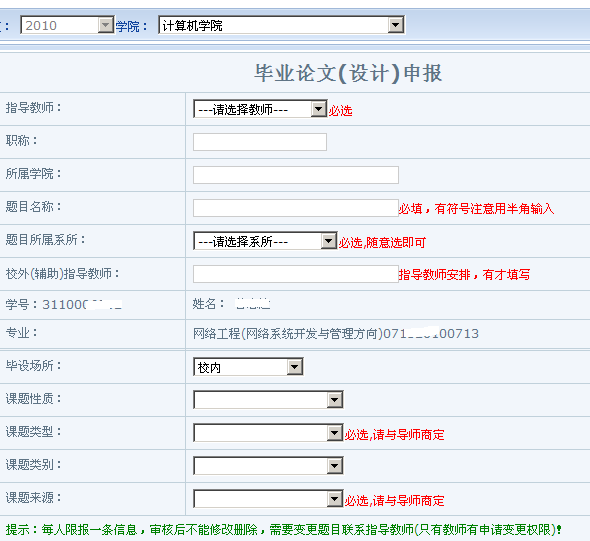 ： 2010 学院： 计算机学院
毕业论文(设计)申报
指导教师： ---请选择教师--- 必选
职称：
所属学院：
题目名称： 必填，有符号注意用半角输入
题目所属系所： ---请选择系所--- 必选,随意选即可
校外(辅助)指导教师： 指导教师安排，有才填写
学号：311000 姓名：
专业： 网络工程(网络系统开发与管理方向)071 100713
毕设场所： 校内
课题性质：
课题类型： 必选,请与导师商定
课题类别：
课题来源： 必选,请与导师商定
提示：每人限报一条信息，审核后不能修改删除，需要变更题目联系指导教师(只有教师有申请变更权限)!